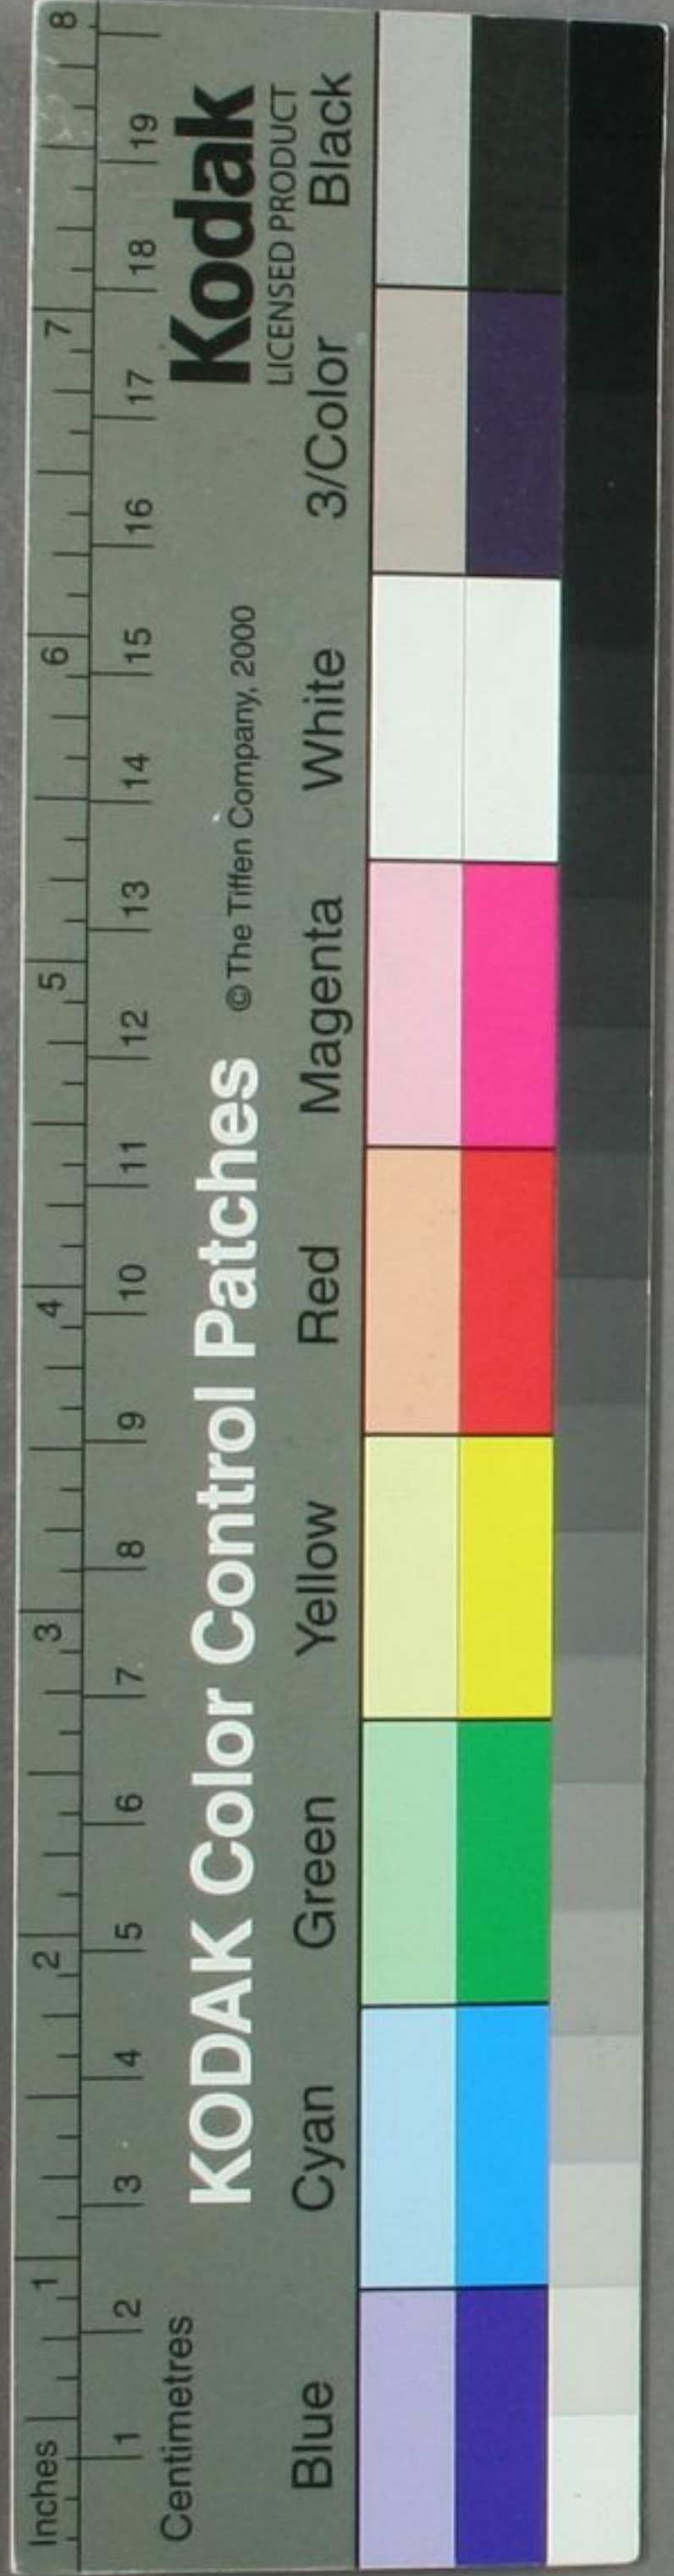 Inches 1 2 3 4 5 6 7 8
1 2 3 4 5 6 7 8 9 10 11 12 13 14 15 16 17 18 19
Centimetres
KODAK Color Control Patches © The Tiffen Company, 2000
Kodak
LICENSED PRODUCT
Blue Cyan Green Yellow Red Magenta White 3/Color Black